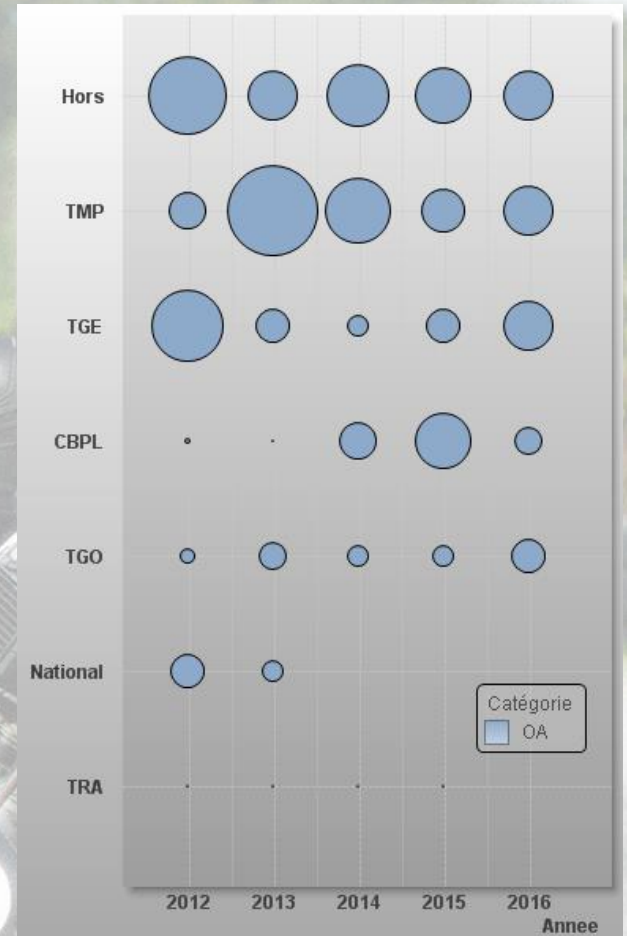 Hors
TMP
TGE
CBPL
TGO
National
Catégorie
OA
TRA
2012 2013 2014 2015 2016
Annee